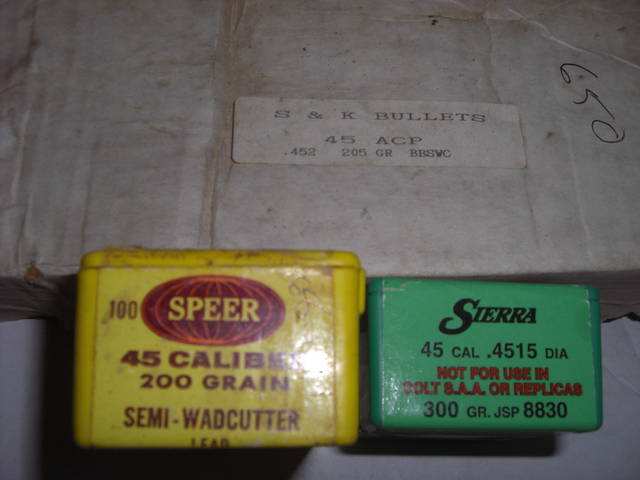 S & K BULLETS
45 ACP
.452 205 GR BBSWC
650
100 SPEER
45 CALIBER
200 GRAIN
SEMI-WADCUTTER
LEAD
SIERRA
45 CAL .4515 DIA
NOT FOR USE IN
COLT S.A.A. OR REPLICAS
300 GR. JSP 8830